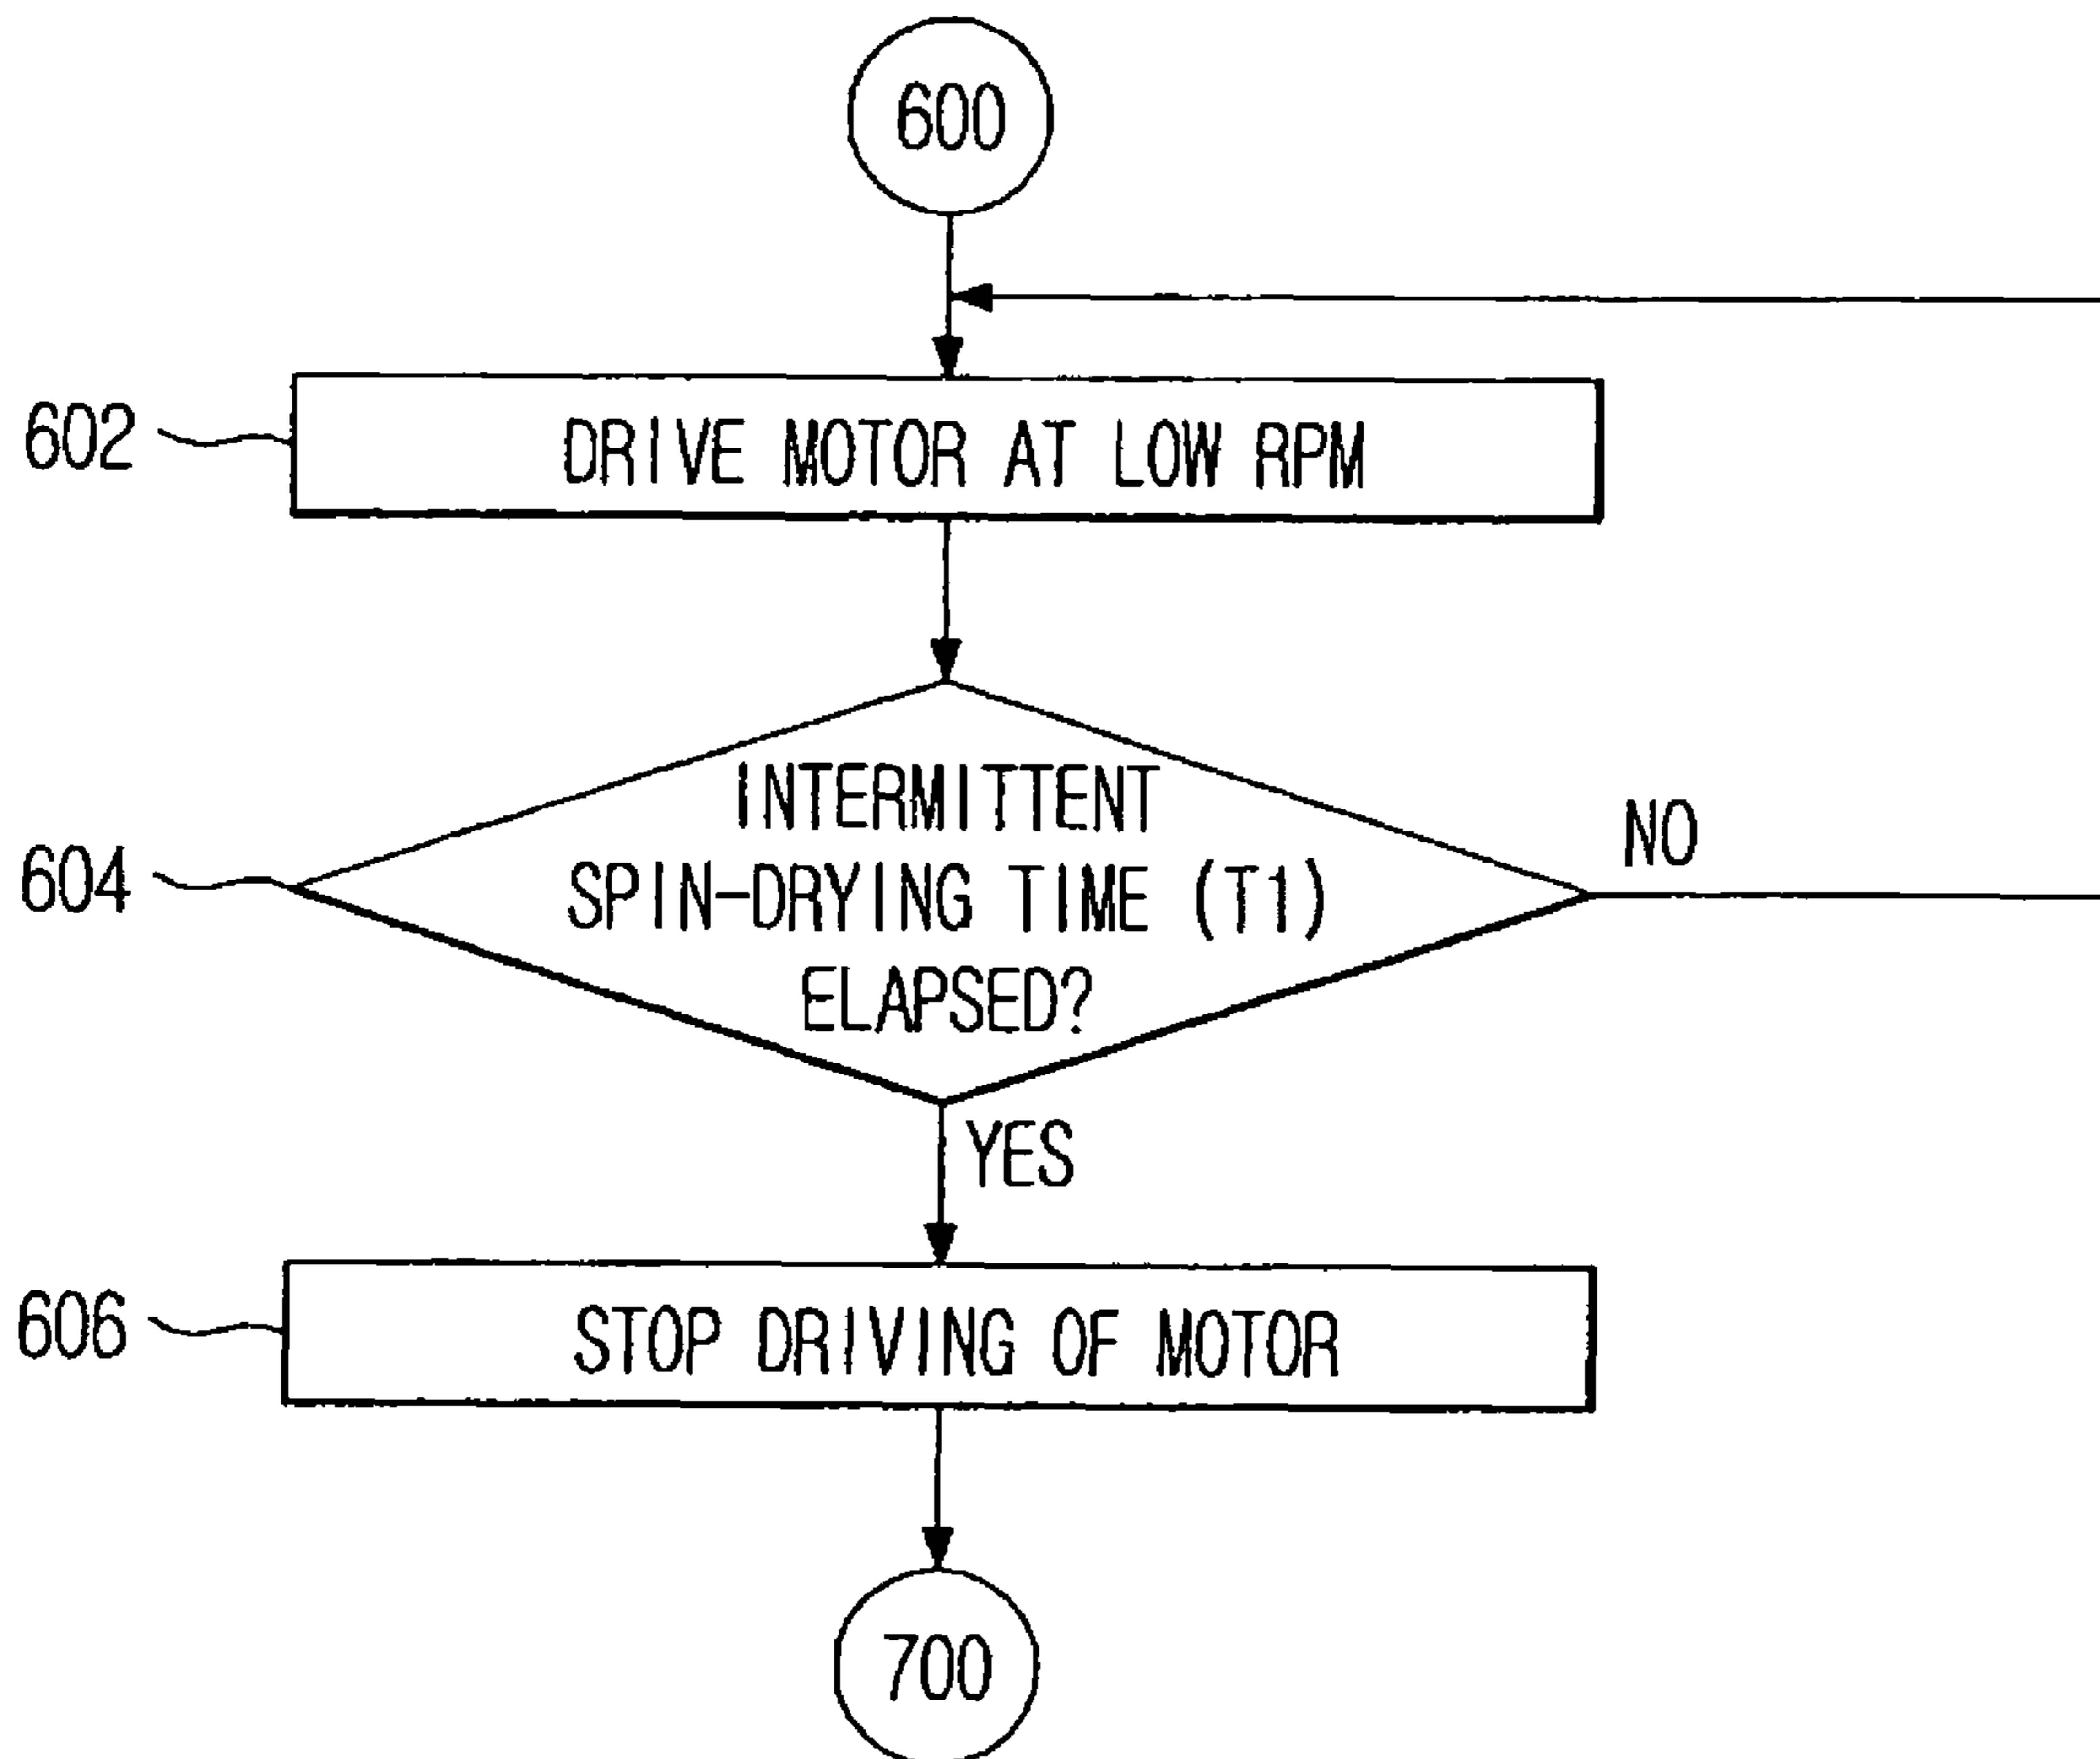 600
602
DRIVE MOTOR AT LOW RPM
604
INTERMITTENT
SPIN-DRYING TIME (T1)
ELAPSED?
NO
YES
606
STOP DRIVING OF MOTOR
700